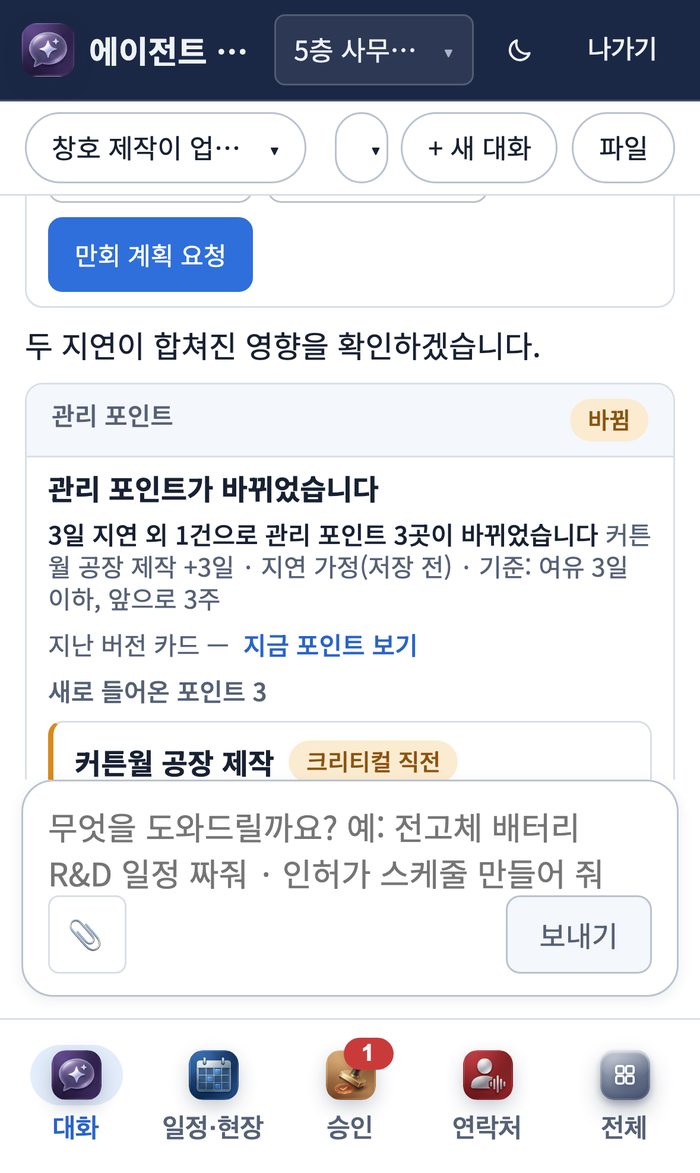 에이전트 ···
5층 사무···
나가기
창호 제작이 업···
+ 새 대화
파일
만회 계획 요청
두 지연이 합쳐진 영향을 확인하겠습니다.
관리 포인트
바뀜
관리 포인트가 바뀌었습니다
3일 지연 외 1건으로 관리 포인트 3곳이 바뀌었습니다 커튼
월 공장 제작 +3일 · 지연 가정(저장 전) · 기준: 여유 3일
이하, 앞으로 3주
지난 버전 카드 — 지금 포인트 보기
새로 들어온 포인트 3
커튼월 공장 제작 크리티컬 직전
무엇을 도와드릴까요? 예: 전고체 배터리
R&D 일정 짜줘 · 인허가 스케줄 만들어 줘
보내기
1
대화
일정·현장
승인
연락처
전체